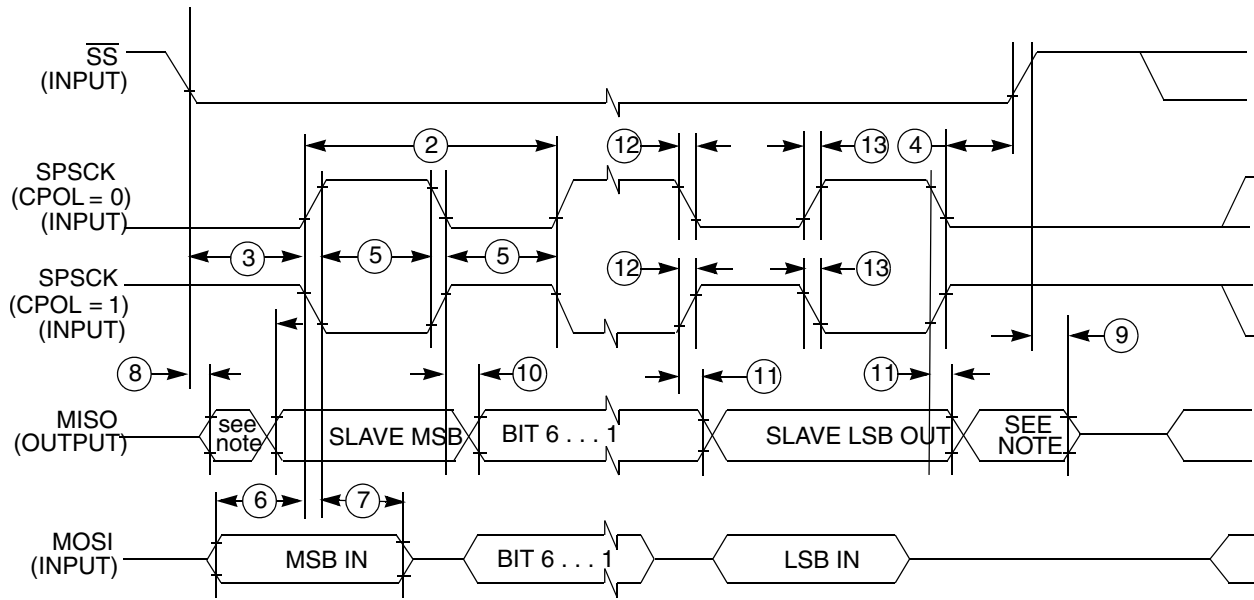 SS
(INPUT)
2
12
13
4
SPSCK
(CPOL = 0)
(INPUT)
3
5
5
12
13
SPSCK
(CPOL = 1)
(INPUT)
8
10
11
11
9
MISO
(OUTPUT)
see
note
SLAVE MSB
BIT 6 . . . 1
SLAVE LSB OUT
SEE
NOTE
6
7
MOSI
(INPUT)
MSB IN
BIT 6 . . . 1
LSB IN